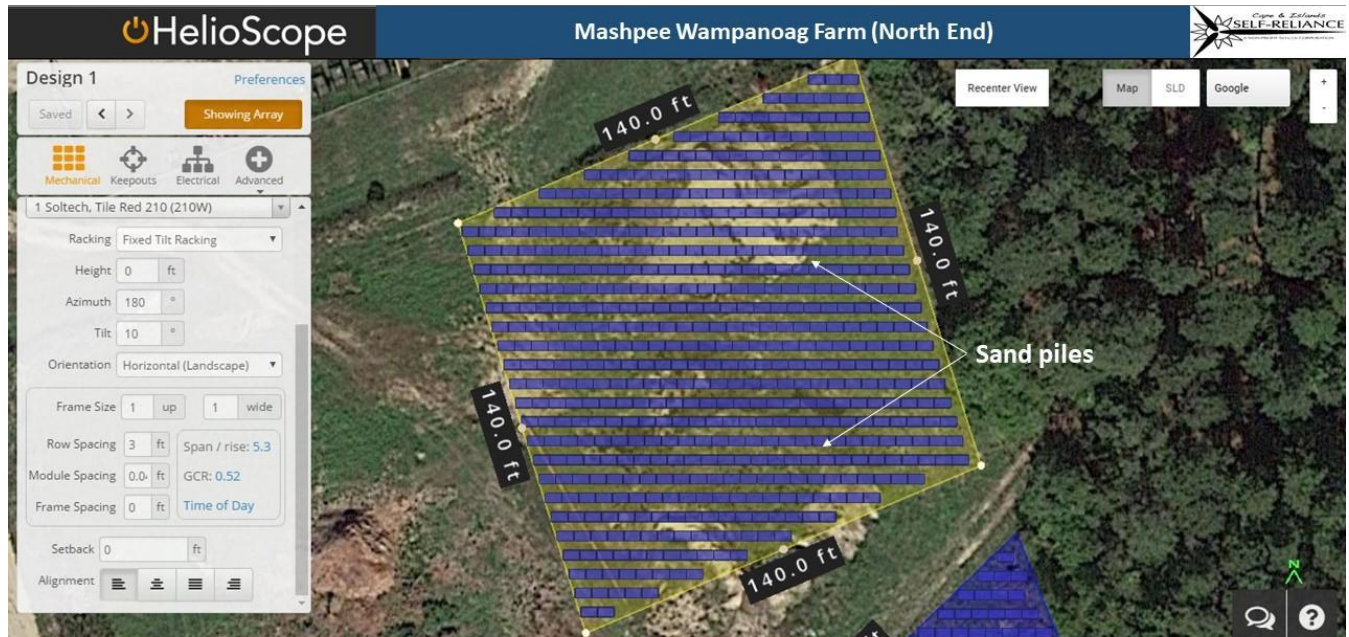 HelioScope
Mashpee Wampanoag Farm (North End)
Cape & Islands
SELF-RELIANCE
Design 1
Preferences
Saved
Showing Array
Mechanical Keepouts Electrical Advanced
1 Soltech, Tile Red 210 (210W)
Racking Fixed Tilt Racking
Height 0 ft
Azimuth 180 °
Tilt 10 °
Orientation Horizontal (Landscape)
Frame Size 1 up 1 wide
Row Spacing 3 ft Span / rise: 5.3
Module Spacing 0.0 ft GCR: 0.52
Frame Spacing 0 ft Time of Day
Setback 0 ft
Alignment
Recenter View
Map SLD Google
+
-
140.0 ft
140.0 ft
Sand piles
140.0 ft
140.0 ft
N
?